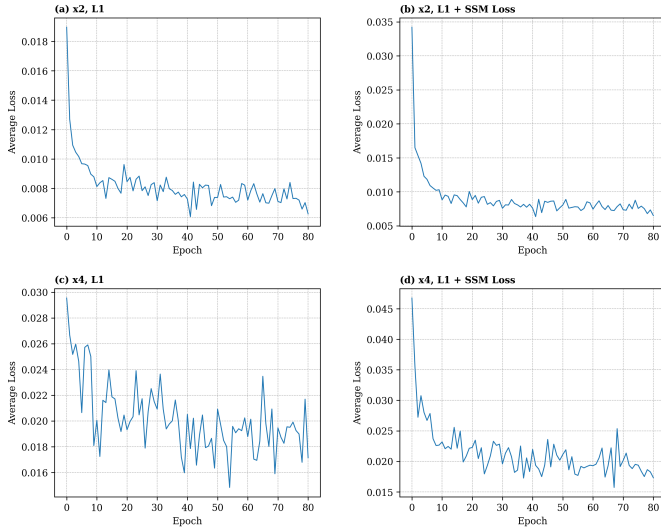 (a) x2, L1
0.018
0.016
0.014
0.012
0.010
0.008
0.006
Average Loss
0 10 20 30 40 50 60 70 80
Epoch
(b) x2, L1 + SSM Loss
0.035
0.030
0.025
0.020
0.015
0.010
0.005
Average Loss
0 10 20 30 40 50 60 70 80
Epoch
(c) x4, L1
0.030
0.028
0.026
0.024
0.022
0.020
0.018
0.016
Average Loss
0 10 20 30 40 50 60 70 80
Epoch
(d) x4, L1 + SSM Loss
0.045
0.040
0.035
0.030
0.025
0.020
0.015
Average Loss
0 10 20 30 40 50 60 70 80
Epoch